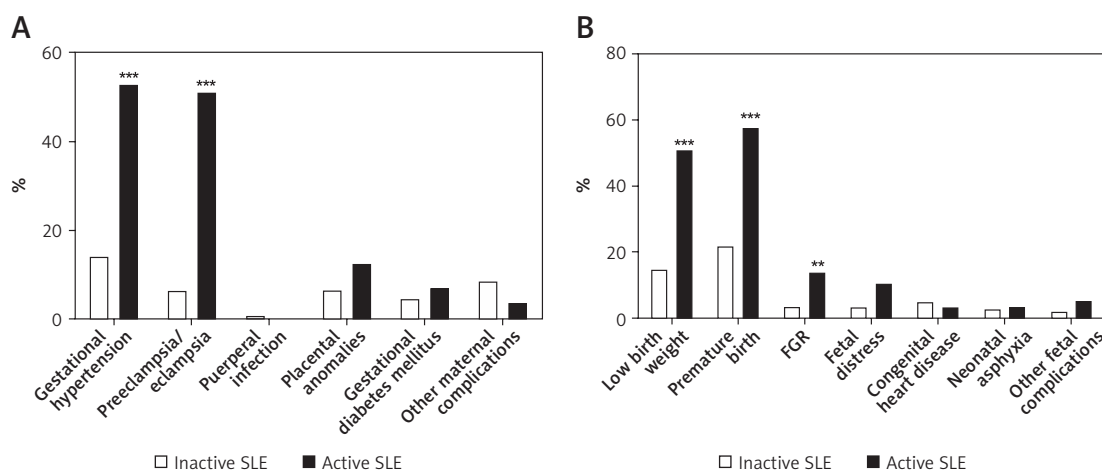 A
60
40
20
0
%
***
***
Gestational
hypertension
Preeclampsia/
eclampsia
Puerperal
infection
Placental
anomalies
Gestational
diabetes mellitus
Other maternal
complications
Inactive SLE
Active SLE
B
80
60
40
20
0
%
***
***
**
Low birth
weight
Premature
birth
FGR
Fetal
distress
Congenital
heart disease
Neonatal
asphyxia
Other fetal
complications
Inactive SLE
Active SLE